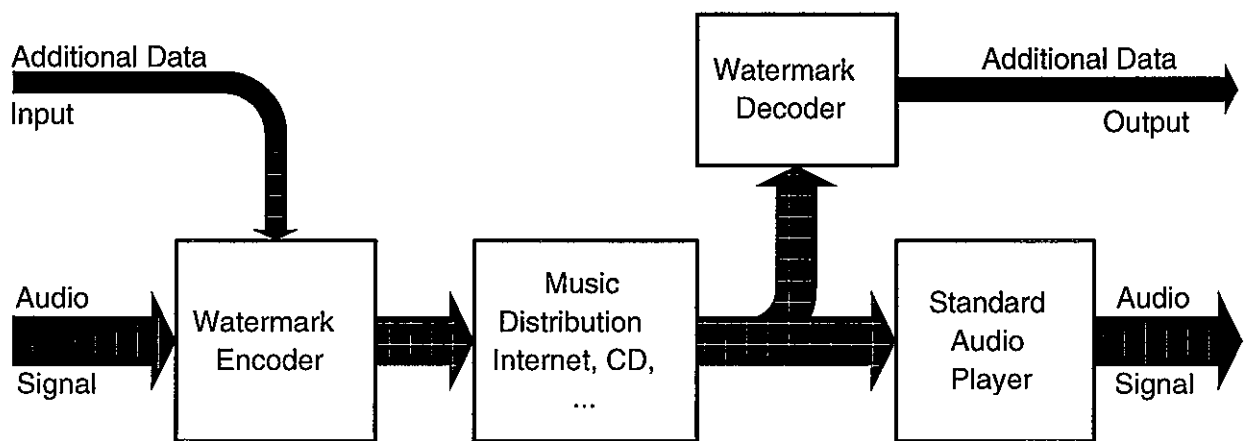 Additional Data
Input
Watermark
Decoder
Additional Data
Output
Audio
Signal
Watermark
Encoder
Music
Distribution
Internet, CD,
...
Standard
Audio
Player
Audio
Signal